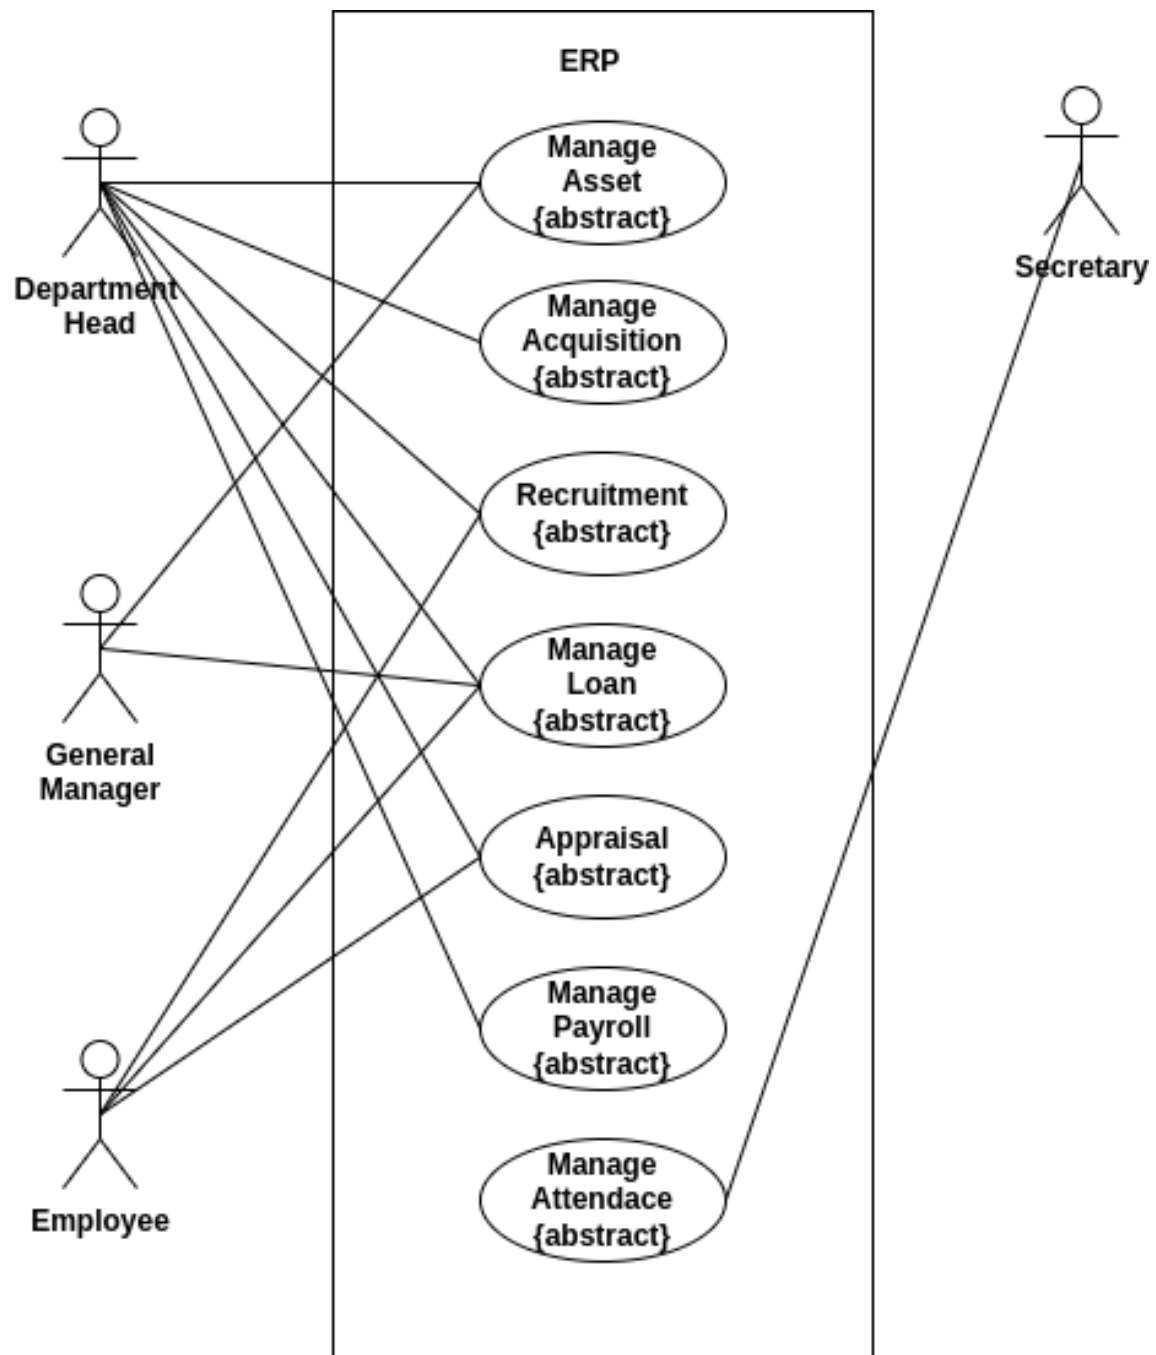 ERP
Department
Head
Manage
Asset
{abstract}
Secretary
Manage
Acquisition
{abstract}
Recruitment
{abstract}
General
Manager
Manage
Loan
{abstract}
Appraisal
{abstract}
Manage
Payroll
{abstract}
Employee
Manage
Attendace
{abstract}